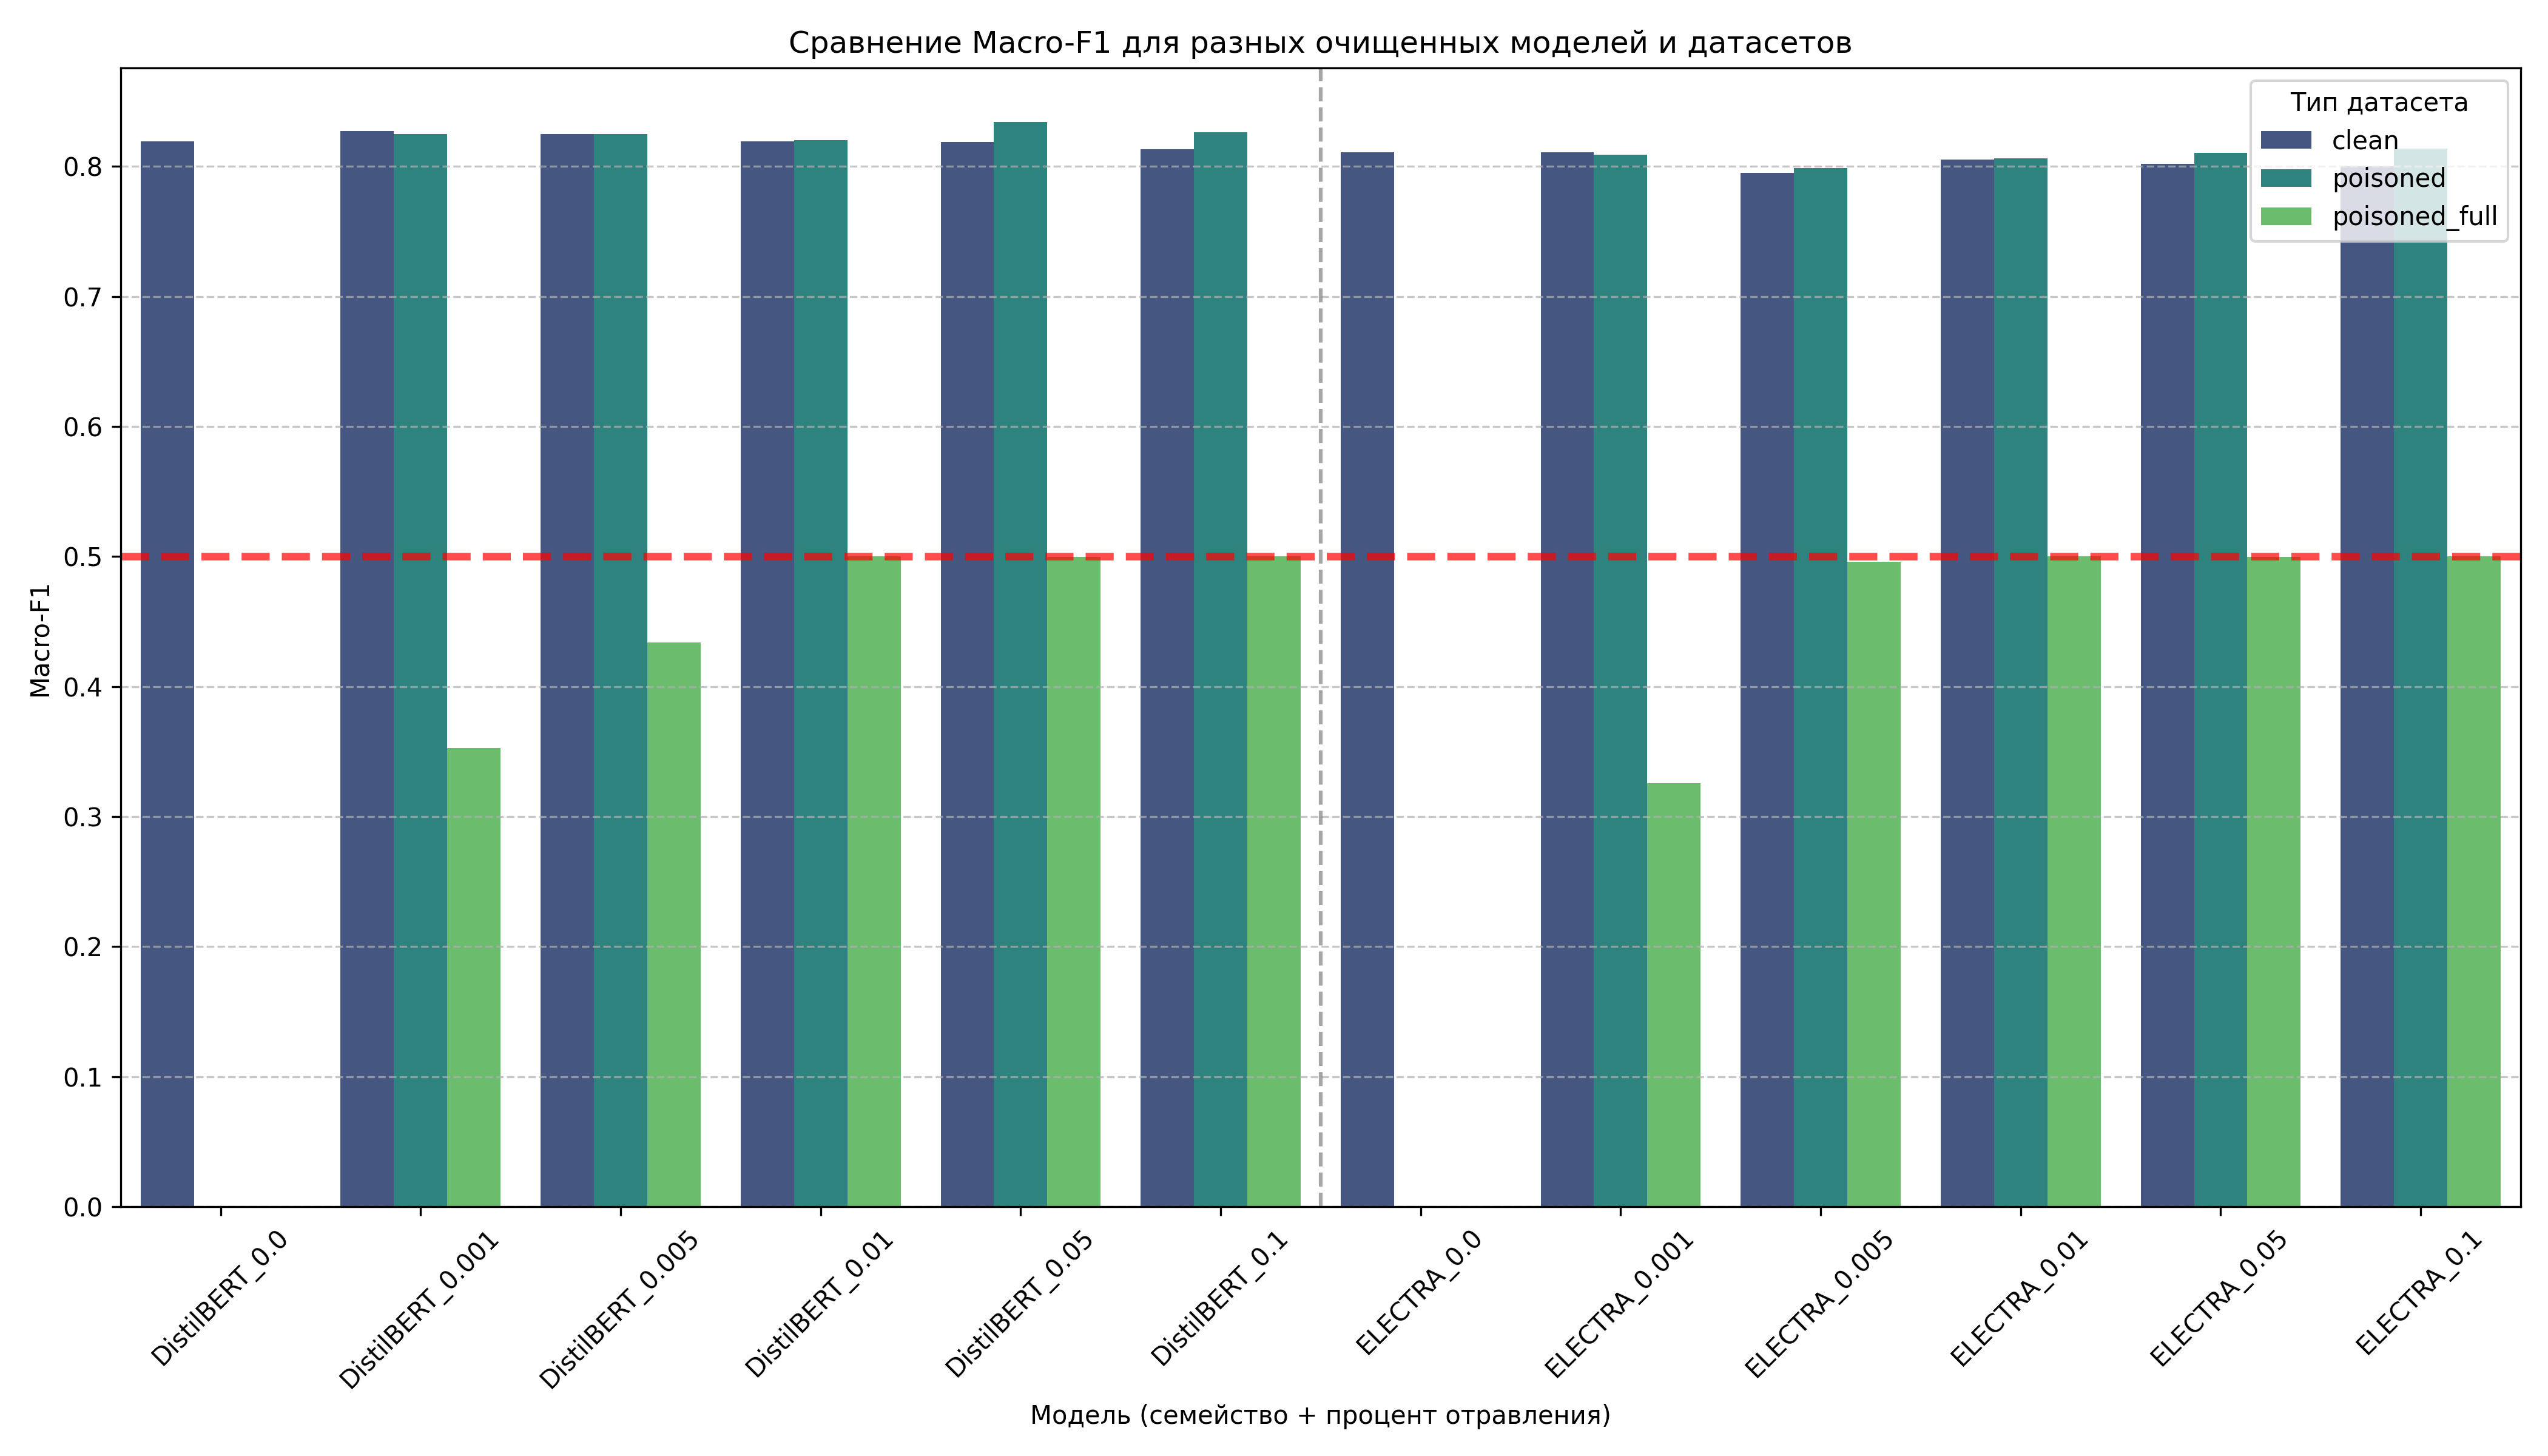 Сравнение Macro-F1 для разных очищенных моделей и датасетов
Тип датасета
clean
poisoned
poisoned_full
Macro-F1
0.8
0.7
0.6
0.5
0.4
0.3
0.2
0.1
0.0
DistilBERT_0.0
DistilBERT_0.001
DistilBERT_0.005
DistilBERT_0.01
DistilBERT_0.05
DistilBERT_0.1
ELECTRA_0.0
ELECTRA_0.001
ELECTRA_0.005
ELECTRA_0.01
ELECTRA_0.05
ELECTRA_0.1
Модель (семейство + процент отравления)